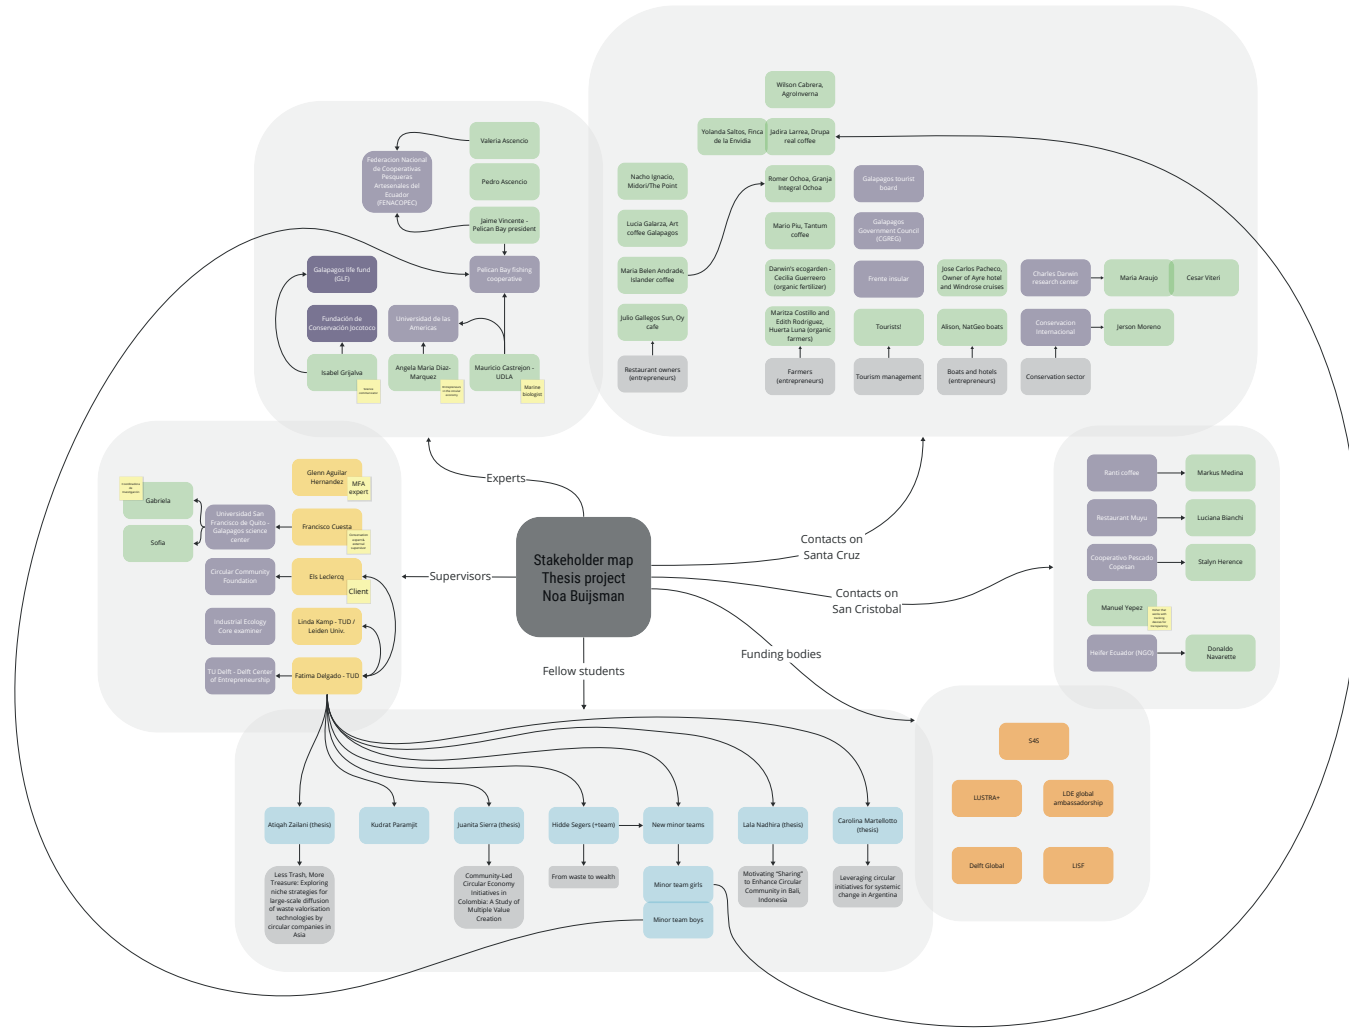 Wilson Cabrera,
Agroinverna
Yolanda Saltos, Finca
de la Envidia
Jadira Larrea, Drupa
real coffee
Nacho Ignacio,
Midori/The Point
Romer Ochoa, Granja
Integral Ochoa
Galapagos tourist
board
Lucia Galarza, Art
coffee Galapagos
Mario Piu, Tantum
coffee
Galapagos
Government Council
(CGREG)
Maria Belen Andrade,
Islander coffee
Darwin's ecogarden -
Cecilia Guerreero
(organic fertilizer)
Frente insular
Jose Carlos Pacheco,
Owner of Ayre hotel
and Windrose cruises
Charles Darwin
research center
Maria Araujo
Cesar Viteri
Julio Gallegos Sun, Oy
cafe
Maritza Costillo and
Edith Rodriguez,
Huerta Luna (organic
farmers)
Tourists!
Alison, NatGeo boats
Conservacion
Internacional
Jerson Moreno
Restaurant owners
(entrepreneurs)
Farmers
(entrepreneurs)
Tourism management
Boats and hotels
(entrepreneurs)
Conservation sector
Valeria Ascencio
Federacion Nacional
de Cooperativas
Pesqueras
Artesenales del
Ecuador
(FENACOPEC)
Pedro Ascencio
Jaime Vincente -
Pelican Bay president
Galapagos life fund
(GLF)
Pelican Bay fishing
cooperative
Fundación de
Conservación Jocotoco
Universidad de las
Americas
Isabel Grijalva
Angela Maria Diaz-
Marquez
Mauricio Castrejon -
UDLA
Marine
biologist
Experts
Supervisors
Stakeholder map
Thesis project
Noa Buijsman
Contacts on
Santa Cruz
Contacts on
San Cristobal
Funding bodies
Fellow students
Glenn Aguilar
Hernandez
MFA
expert
Gabriela
Sofia
Universidad San
Francisco de Quito -
Galapagos science
center
Francisco Cuesta
Circular Community
Foundation
Els Leclercq
Client
Industrial Ecology
Core examiner
Linda Kamp - TUD /
Leiden Univ.
TU Delft - Delft Center
of Entrepreneurship
Fatima Delgado - TUD
Ranti coffee
Markus Medina
Restaurant Muyu
Luciana Bianchi
Cooperativo Pescado
Copesan
Stalyn Herence
Manuel Yepez
Heifer Ecuador (NGO)
Donaldo
Navarette
S4S
LUSTRA+
LDE global
ambassadorship
Delft Global
LISF
Atiqah Zailani (thesis)
Kudrat Paramjit
Juanita Sierra (thesis)
Hidde Segers (+team)
New minor teams
Lala Nadhira (thesis)
Carolina Martellotto
(thesis)
Less Trash, More
Treasure: Exploring
niche strategies for
large-scale diffusion
of waste valorisation
technologies by
circular companies in
Asia
Community-Led
Circular Economy
Initiatives in
Colombia: A Study of
Multiple Value
Creation
From waste to wealth
Minor team girls
Minor team boys
Motivating "Sharing"
to Enhance Circular
Community in Bali,
Indonesia
Leveraging circular
initiatives for systemic
change in Argentina